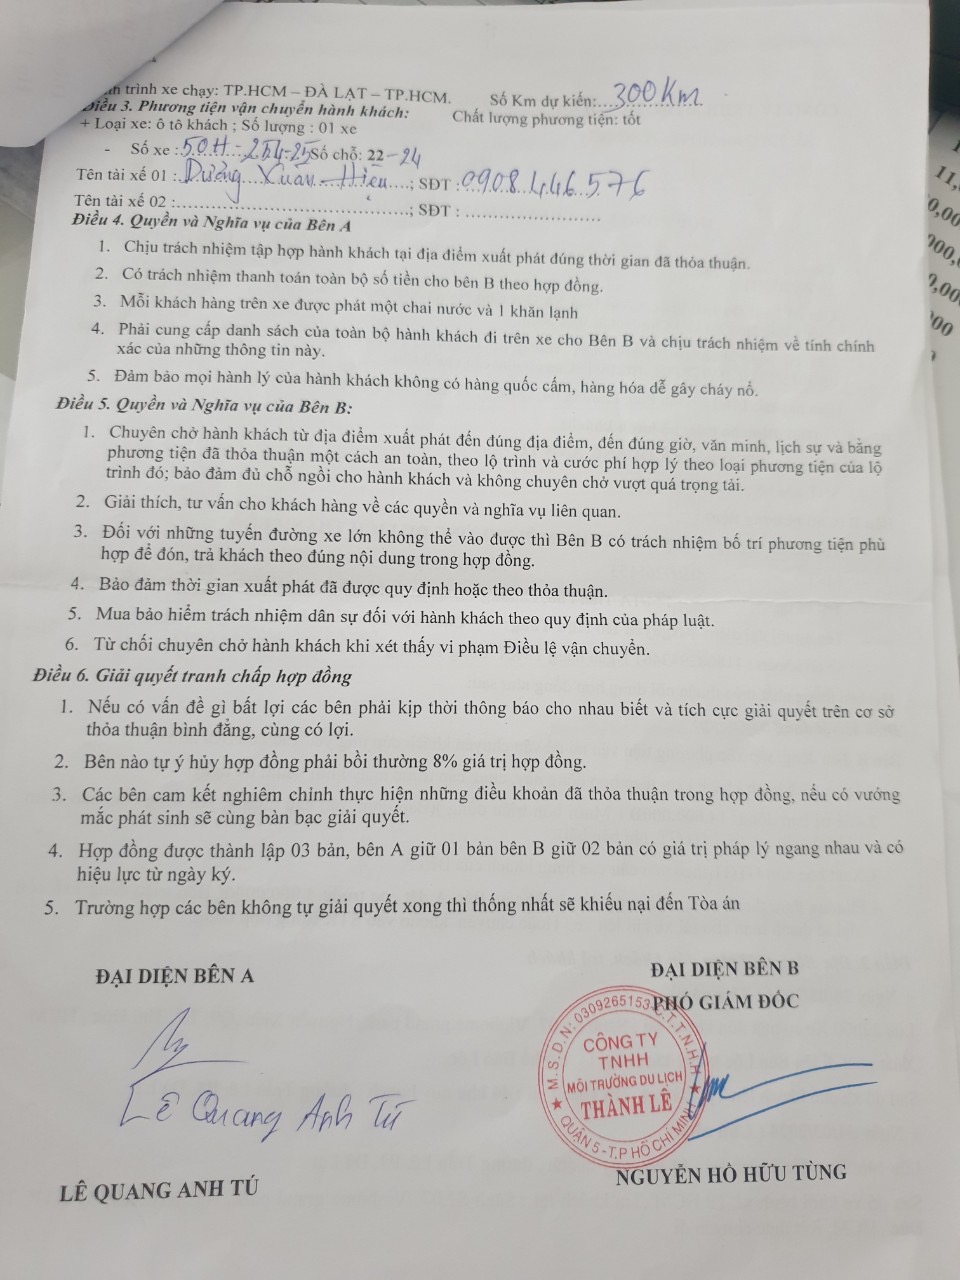 trình xe chạy: TP.HCM – ĐÀ LẠT – TP.HCM. Số Km dự kiến:...300 Km
Điều 3. Phương tiện vận chuyển hành khách: Chất lượng phương tiện: tốt
+ Loại xe: ô tô khách ; Số lượng : 01 xe
- Số xe : 50H - 254-25 Số chỗ: 22 - 24
Tên tài xế 01 : Dương Xuân Hiếu ; SĐT : 0908.446.576
Tên tài xế 02 :..............................................; SĐT : ..........................
Điều 4. Quyền và Nghĩa vụ của Bên A
1. Chịu trách nhiệm tập hợp hành khách tại địa điểm xuất phát đúng thời gian đã thỏa thuận.
2. Có trách nhiệm thanh toán toàn bộ số tiền cho bên B theo hợp đồng.
3. Mỗi khách hàng trên xe được phát một chai nước và 1 khăn lạnh
4. Phải cung cấp danh sách của toàn bộ hành khách đi trên xe cho Bên B và chịu trách nhiệm về tính chính
xác của những thông tin này.
5. Đảm bảo mọi hành lý của hành khách không có hàng quốc cấm, hàng hóa dễ gây cháy nổ.
Điều 5. Quyền và Nghĩa vụ của Bên B:
1. Chuyên chở hành khách từ địa điểm xuất phát đến đúng địa điểm, đến đúng giờ, văn minh, lịch sự và bằng
phương tiện đã thỏa thuận một cách an toàn, theo lộ trình và cước phí hợp lý theo loại phương tiện của lộ
trình đó; bảo đảm đủ chỗ ngồi cho hành khách và không chuyên chở vượt quá trọng tải.
2. Giải thích, tư vấn cho khách hàng về các quyền và nghĩa vụ liên quan.
3. Đối với những tuyến đường xe lớn không thể vào được thì Bên B có trách nhiệm bố trí phương tiện phù
hợp để đón, trả khách theo đúng nội dung trong hợp đồng.
4. Bảo đảm thời gian xuất phát đã được quy định hoặc theo thỏa thuận.
5. Mua bảo hiểm trách nhiệm dân sự đối với hành khách theo quy định của pháp luật.
6. Từ chối chuyên chở hành khách khi xét thấy vi phạm Điều lệ vận chuyển.
Điều 6. Giải quyết tranh chấp hợp đồng
1. Nếu có vấn đề gì bất lợi các bên phải kịp thời thông báo cho nhau biết và tích cực giải quyết trên cơ sở
thỏa thuận bình đẳng, cùng có lợi.
2. Bên nào tự ý hủy hợp đồng phải bồi thường 8% giá trị hợp đồng.
3. Các bên cam kết nghiêm chỉnh thực hiện những điều khoản đã thỏa thuận trong hợp đồng, nếu có vướng
mắc phát sinh sẽ cùng bàn bạc giải quyết.
4. Hợp đồng được thành lập 03 bản, bên A giữ 01 bản bên B giữ 02 bản có giá trị pháp lý ngang nhau và có
hiệu lực từ ngày ký.
5. Trường hợp các bên không tự giải quyết xong thì thống nhất sẽ khiếu nại đến Tòa án
ĐẠI DIỆN BÊN A
ĐẠI DIỆN BÊN B
PHÓ GIÁM ĐỐC
M.S.D.N: 0309265153 C.T.T.N.H.H
CÔNG TY
TNHH
MÔI TRƯỜNG DU LỊCH
THÀNH LÊ
QUẬN 5 - T.P HỒ CHÍ MINH
Lê Quang Anh Tú
LÊ QUANG ANH TÚ
NGUYỄN HỒ HỮU TÙNG